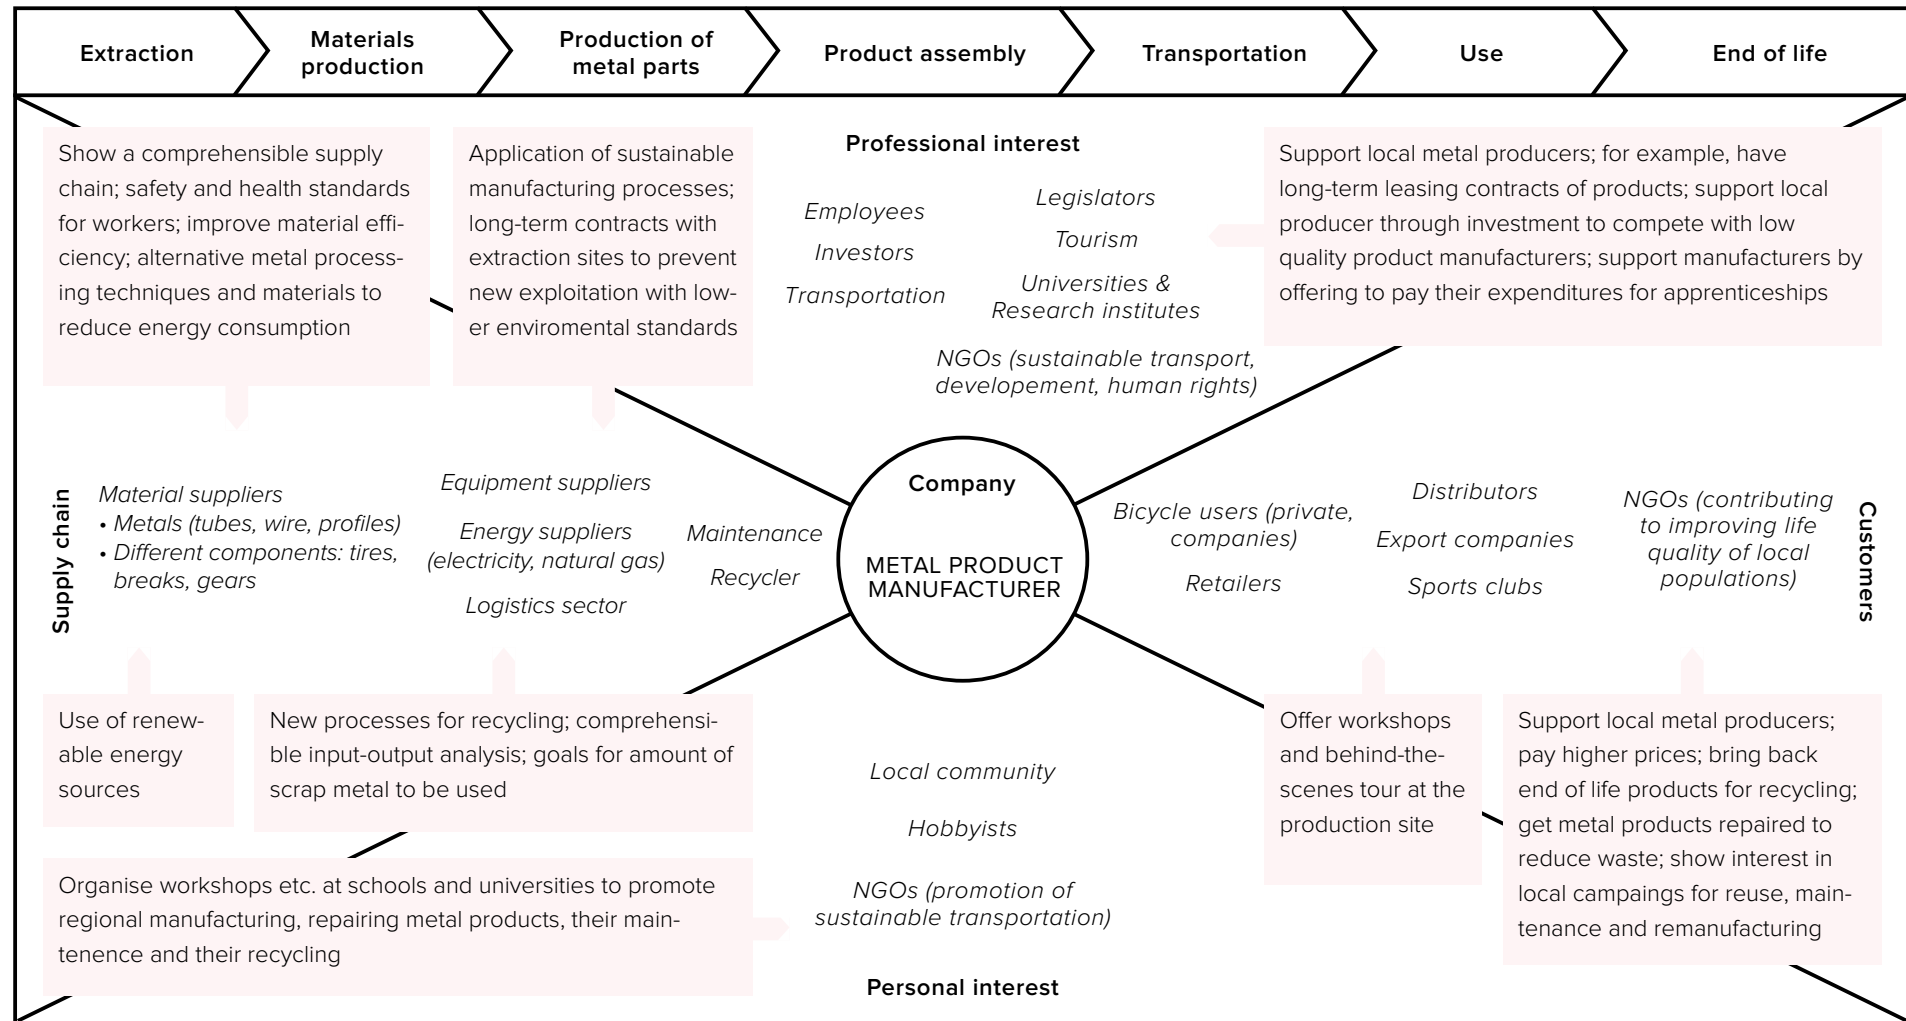 Extraction
Materials
production
Production of
metal parts
Product assembly
Transportation
Use
End of life
Show a comprehensible supply
chain; safety and health standards
for workers; improve material effi-
ciency; alternative metal process-
ing techniques and materials to
reduce energy consumption
Application of sustainable
manufacturing processes;
long-term contracts with
extraction sites to prevent
new exploitation with low-
er enviromental standards
Professional interest
Employees
Investors
Transportation
Legislators
Tourism
Universities &
Research institutes
NGOs (sustainable transport,
developement, human rights)
Support local metal producers; for example, have
long-term leasing contracts of products; support local
producer through investment to compete with low
quality product manufacturers; support manufacturers by
offering to pay their expenditures for apprenticeships
Supply chain
Material suppliers
• Metals (tubes, wire, profiles)
• Different components: tires,
breaks, gears
Equipment suppliers
Energy suppliers
(electricity, natural gas)
Logistics sector
Maintenance
Recycler
Company
METAL PRODUCT
MANUFACTURER
Bicycle users (private,
companies)
Retailers
Distributors
Export companies
Sports clubs
NGOs (contributing
to improving life
quality of local
populations)
Customers
Use of renew-
able energy
sources
New processes for recycling; comprehensi-
ble input-output analysis; goals for amount of
scrap metal to be used
Organise workshops etc. at schools and universities to promote
regional manufacturing, repairing metal products, their main-
tenence and their recycling
Local community
Hobbyists
NGOs (promotion of
sustainable transportation)
Personal interest
Offer workshops
and behind-the-
scenes tour at the
production site
Support local metal producers;
pay higher prices; bring back
end of life products for recycling;
get metal products repaired to
reduce waste; show interest in
local campaings for reuse, main-
tenance and remanufacturing